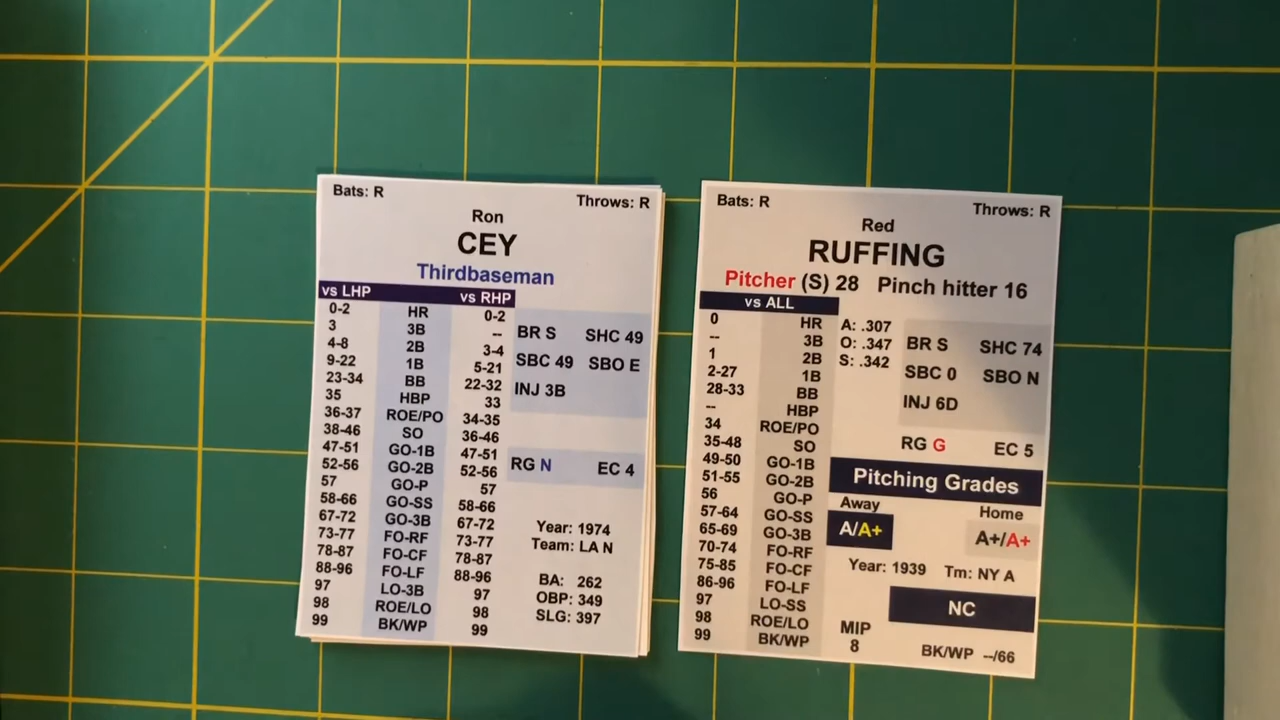 Bats: R
Throws: R
Ron
CEY
Thirdbaseman
vs LHP vs RHP
0-2 HR 0-2
3 3B --
4-8 2B 3-4
9-22 1B 5-21
23-34 BB 22-32
35 HBP 33
36-37 ROE/PO 34-35
38-46 SO 36-46
47-51 GO-1B 47-51
52-56 GO-2B 52-56
57 GO-P 57
58-66 GO-SS 58-66
67-72 GO-3B 67-72
73-77 FO-RF 73-77
78-87 FO-CF 78-87
88-96 FO-LF 88-96
97 LO-3B 97
98 ROE/LO 98
99 BK/WP 99
BR S SHC 49
SBC 49 SBO E
INJ 3B
RG N EC 4
Year: 1974
Team: LA N
BA: 262
OBP: 349
SLG: 397
Bats: R
Throws: R
Red
RUFFING
Pitcher (S) 28 Pinch hitter 16
vs ALL
0 HR
-- 3B
1 2B
2-27 1B
28-33 BB
-- HBP
34 ROE/PO
35-48 SO
49-50 GO-1B
51-55 GO-2B
56 GO-P
57-64 GO-SS
65-69 GO-3B
70-74 FO-RF
75-85 FO-CF
86-96 FO-LF
97 LO-SS
98 ROE/LO
99 BK/WP
A: .307
O: .347
S: .342
BR S SHC 74
SBC 0 SBO N
INJ 6D
RG G EC 5
Pitching Grades
Away Home
A/A+ A+/A+
Year: 1939 Tm: NY A
NC
MIP
8
BK/WP --/66